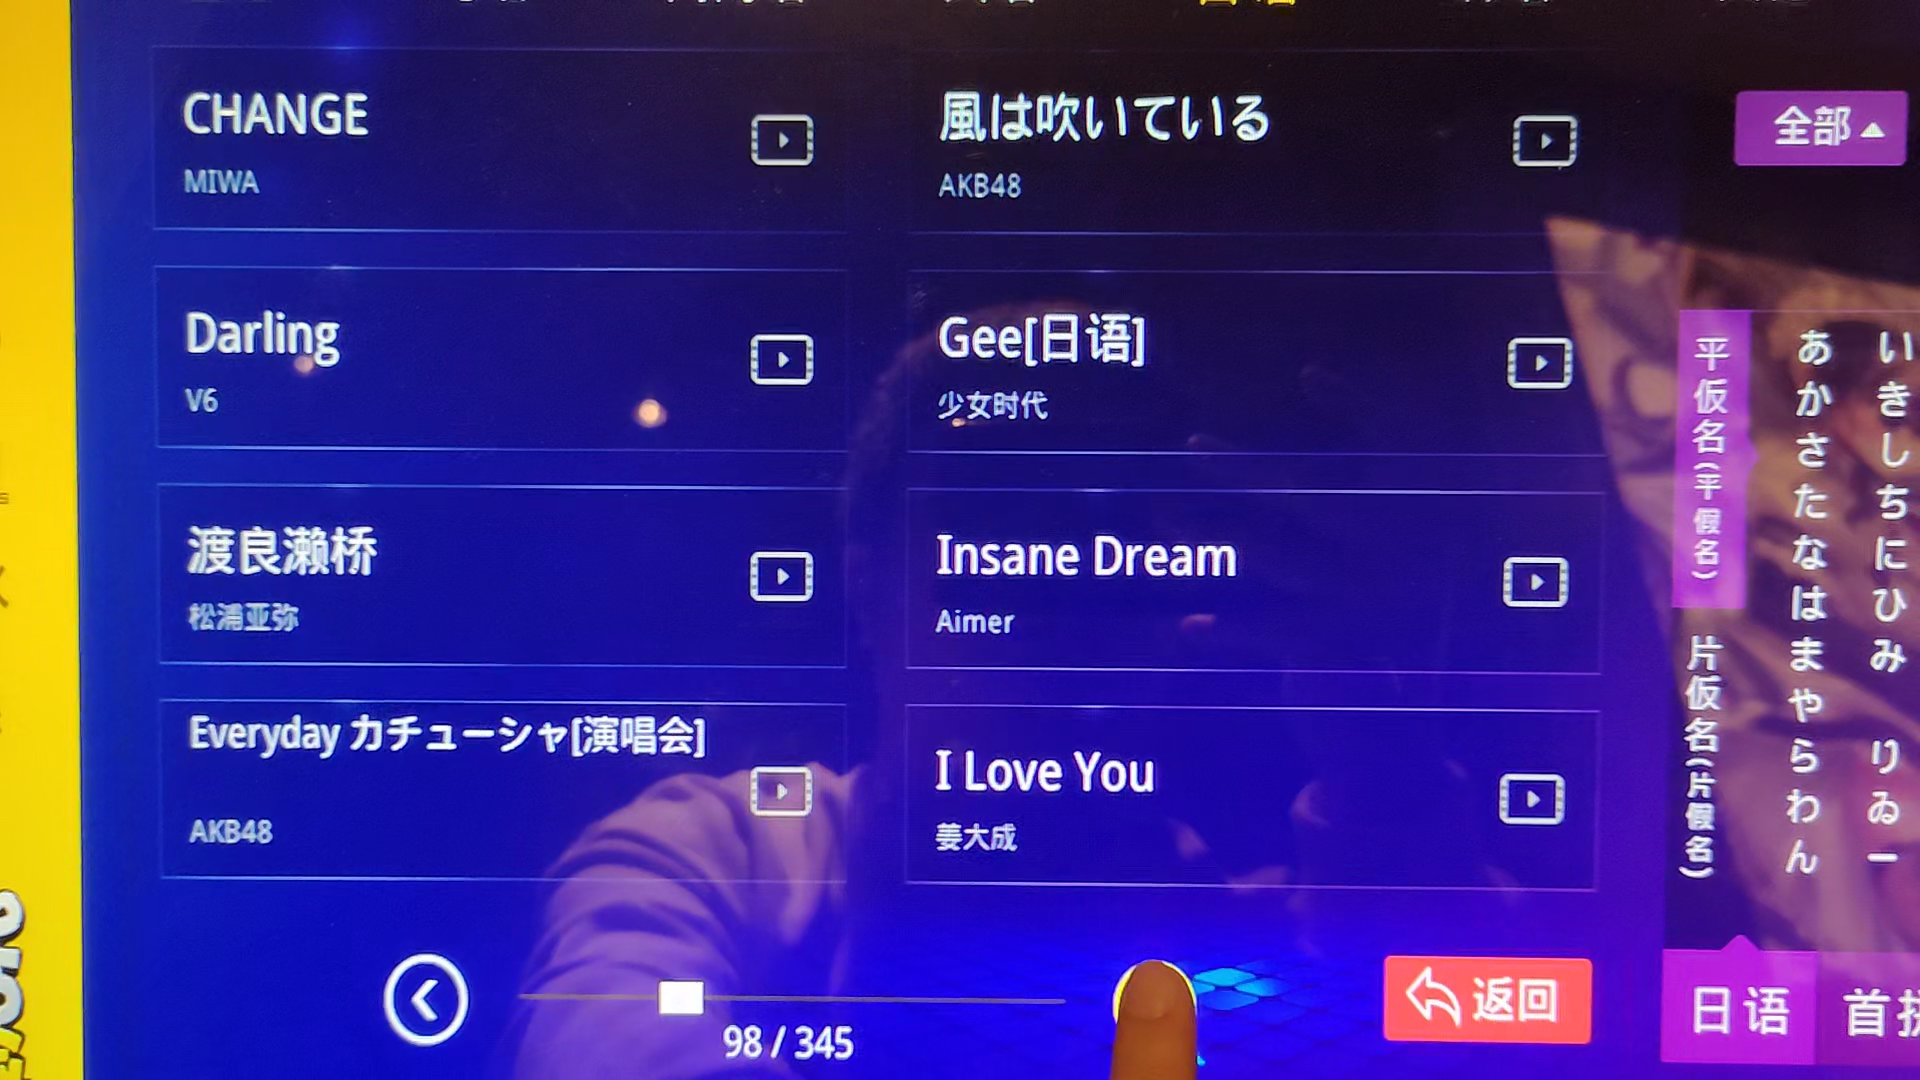 CHANGE
MIWA
風は吹いている
AKB48
全部
Darling
V6
Gee[日语]
少女时代
渡良濑桥
松浦亚弥
Insane Dream
Aimer
Everyday カチューシャ[演唱会]
AKB48
I Love You
姜大成
平仮名(平假名)
片仮名(片假名)
あかさたなはまやらわん
いきしちにひみ りゐー
98 / 345
返回
日语
首拼